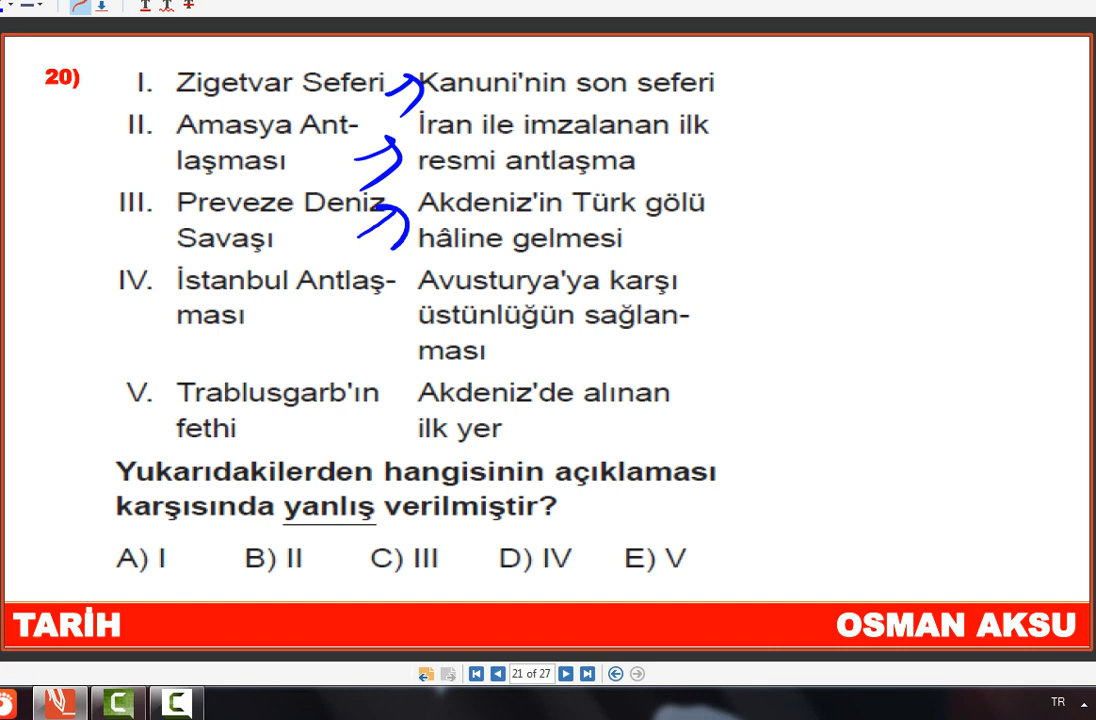 20)
I. Zigetvar Seferi Kanuni'nin son seferi
II. Amasya Ant- İran ile imzalanan ilk
laşması resmi antlaşma
III. Preveze Deniz Akdeniz'in Türk gölü
Savaşı hâline gelmesi
IV. İstanbul Antlaş- Avusturya'ya karşı
ması üstünlüğün sağlan-
ması
V. Trablusgarb'ın Akdeniz'de alınan
fethi ilk yer
Yukarıdakilerden hangisinin açıklaması
karşısında yanlış verilmiştir?
A) I B) II C) III D) IV E) V
TARİH OSMAN AKSU
21 of 27
TR